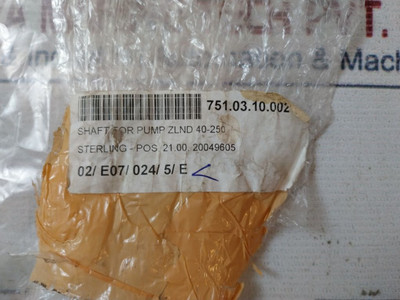 751.03.10.002
SHAFT FOR PUMP ZLND 40-250
STERLING - POS. 21.00, 20049605
02/ E07/ 024/ 5/ E
& Mach